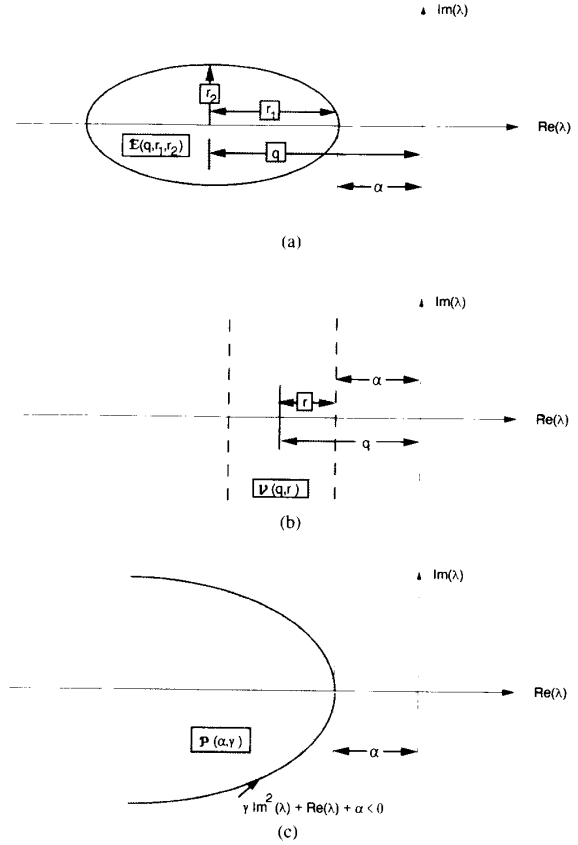 Im(λ)
r₂
r₁
Re(λ)
E(q,r₁,r₂)
q
α
(a)
Im(λ)
α
r
Re(λ)
q
ν(q,r)
(b)
Im(λ)
Re(λ)
P(α,γ)
α
γ Im²(λ) + Re(λ) + α < 0
(c)